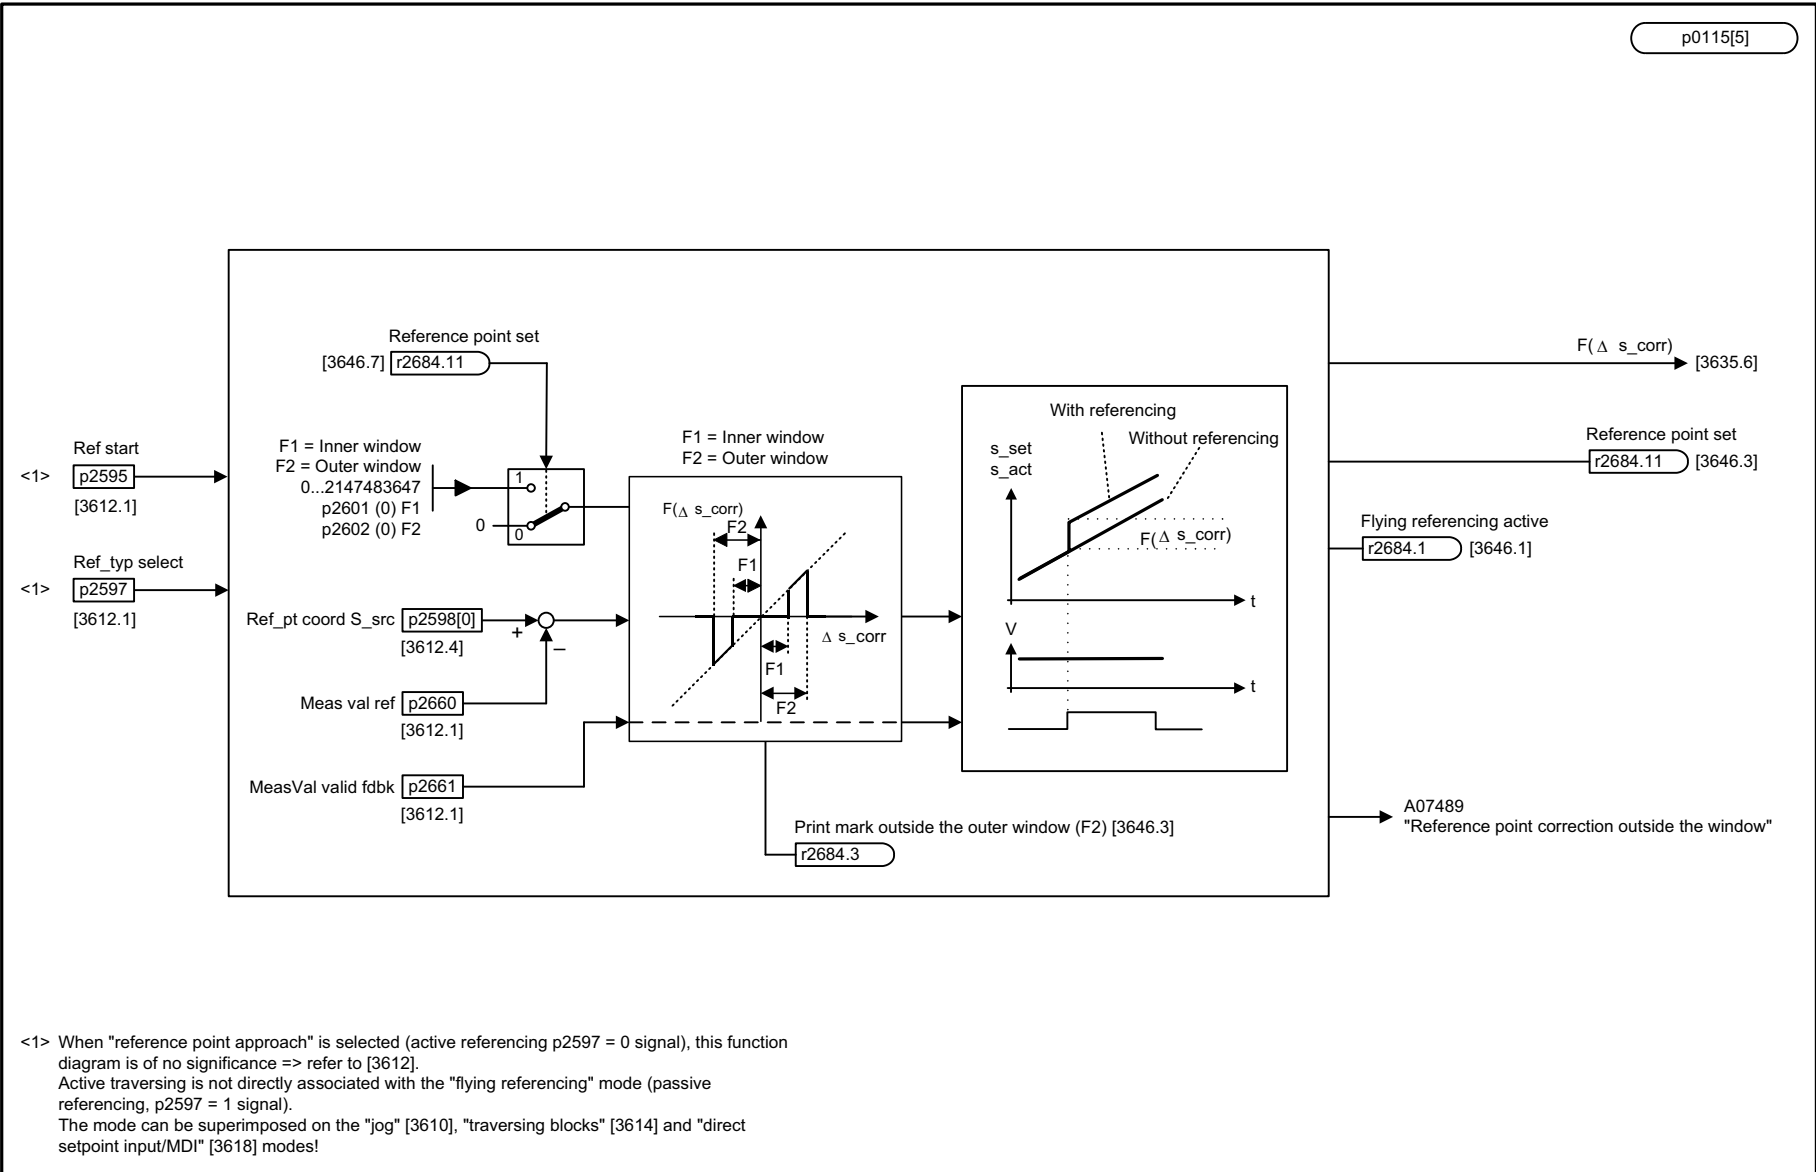 p0115[5]
Reference point set
[3646.7] r2684.11
F(Δ s_corr)
[3635.6]
Ref start
<1> p2595
[3612.1]
Ref_typ select
<1> p2597
[3612.1]
F1 = Inner window
F2 = Outer window
0...2147483647
p2601 (0) F1
p2602 (0) F2
1
0
0
Ref_pt coord S_src p2598[0]
[3612.4]
+
–
Meas val ref p2660
[3612.1]
MeasVal valid fdbk p2661
[3612.1]
F1 = Inner window
F2 = Outer window
F(Δ s_corr)
F2
F1
Δ s_corr
F1
F2
Print mark outside the outer window (F2) [3646.3]
r2684.3
With referencing
Without referencing
s_set
s_act
F(Δ s_corr)
t
V
t
Reference point set
r2684.11 [3646.3]
Flying referencing active
r2684.1 [3646.1]
A07489
"Reference point correction outside the window"
<1> When "reference point approach" is selected (active referencing p2597 = 0 signal), this function
diagram is of no significance => refer to [3612].
Active traversing is not directly associated with the "flying referencing" mode (passive
referencing, p2597 = 1 signal).
The mode can be superimposed on the "jog" [3610], "traversing blocks" [3614] and "direct
setpoint input/MDI" [3618] modes!